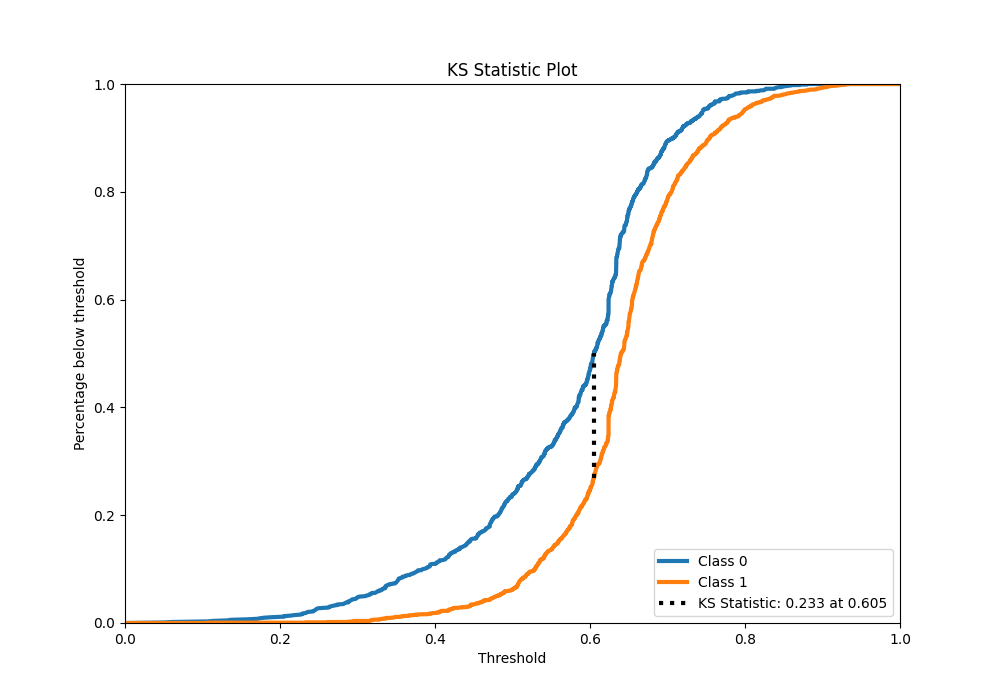 KS Statistic Plot
1.0
0.8
0.6
0.4
0.2
0.0
Percentage below threshold
0.0 0.2 0.4 0.6 0.8 1.0
Threshold
Class 0
Class 1
KS Statistic: 0.233 at 0.605